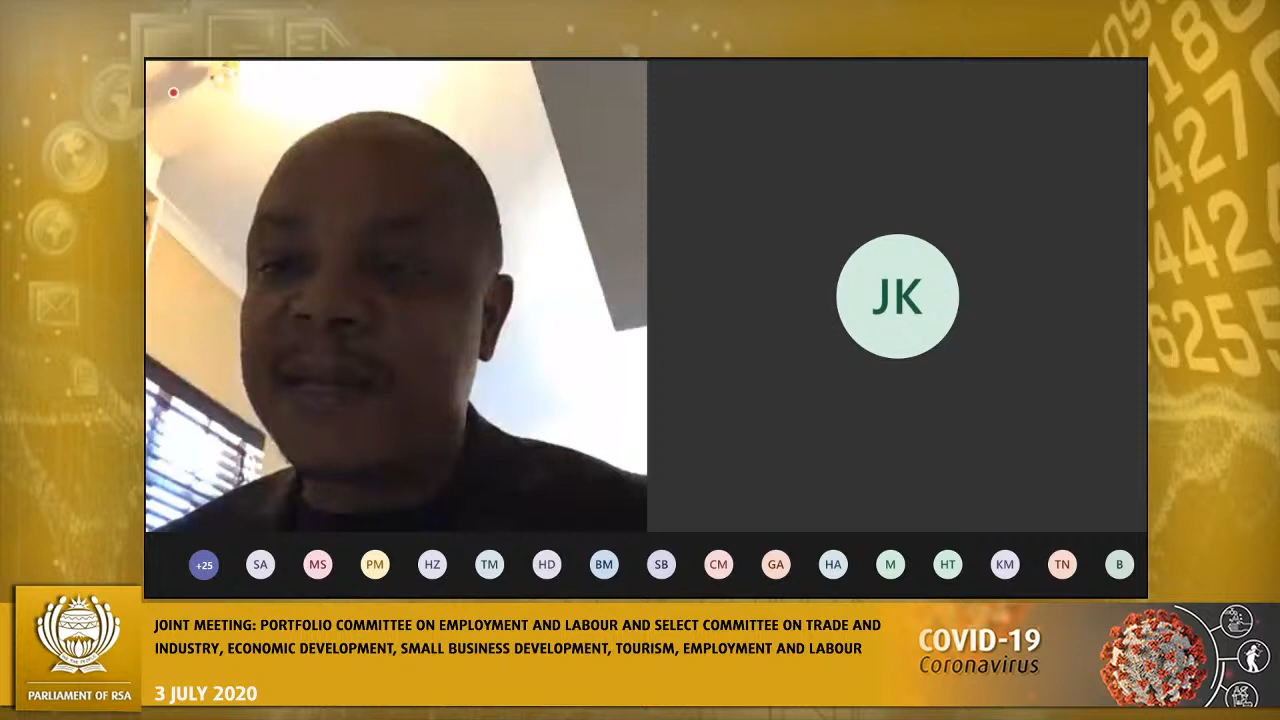 JK
+25 SA MS PM HZ TM HD BM SB CM GA HA M HT KM TN B
JOINT MEETING: PORTFOLIO COMMITTEE ON EMPLOYMENT AND LABOUR AND SELECT COMMITTEE ON TRADE AND
INDUSTRY, ECONOMIC DEVELOPMENT, SMALL BUSINESS DEVELOPMENT, TOURISM, EMPLOYMENT AND LABOUR
3 JULY 2020
PARLIAMENT OF RSA
COVID-19
Coronavirus
6255